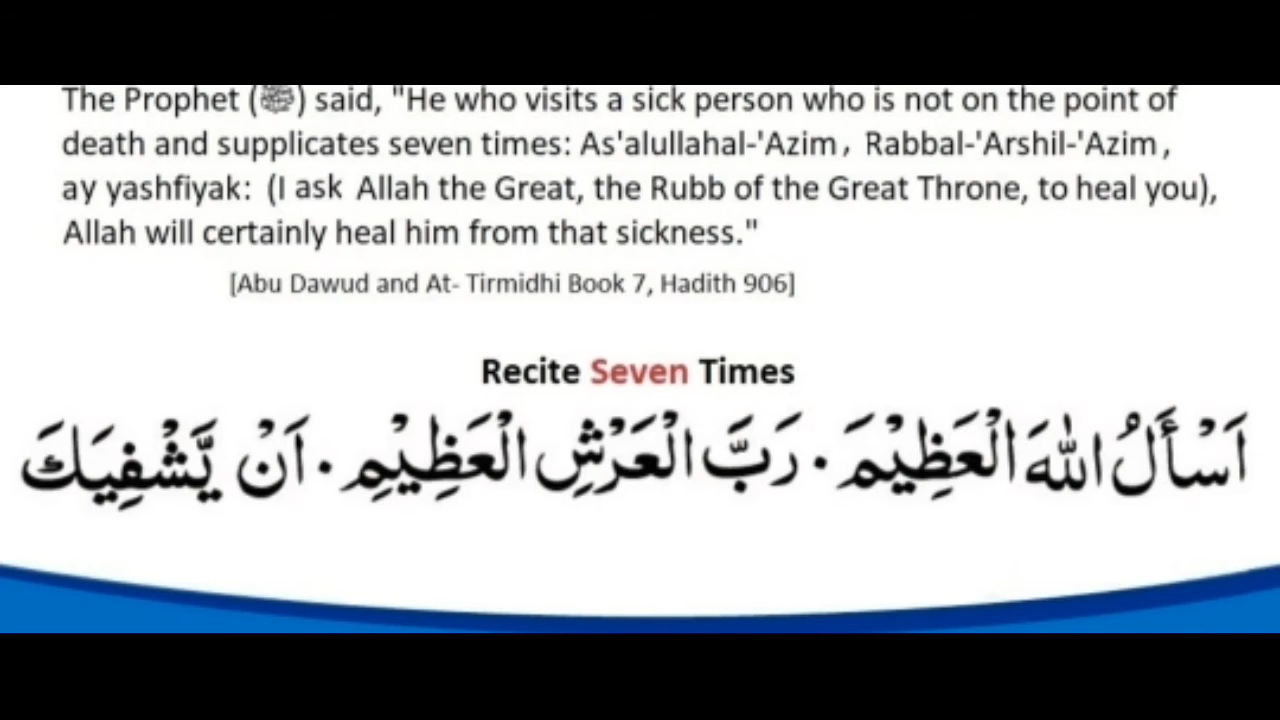 The Prophet (ﷺ) said, "He who visits a sick person who is not on the point of
death and supplicates seven times: As'alullahal-'Azim, Rabbal-'Arshil-'Azim,
ay yashfiyak: (I ask Allah the Great, the Rubb of the Great Throne, to heal you),
Allah will certainly heal him from that sickness."
[Abu Dawud and At- Tirmidhi Book 7, Hadith 906]
Recite Seven Times
اَسْأَلُ اللّٰهَ الْعَظِيْمَ. رَبَّ الْعَرْشِ الْعَظِيْمِ. اَنْ يَّشْفِيَكَ